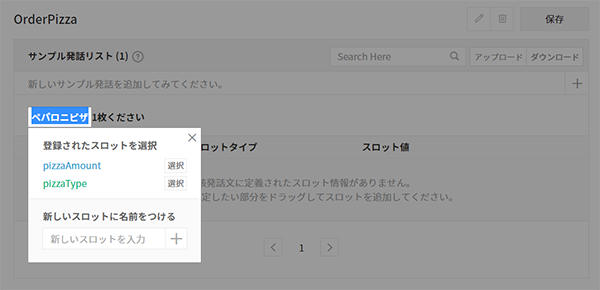 OrderPizza
保存
サンプル発話リスト (1) ?
Search Here
アップロード ダウンロード
新しいサンプル発話を追加してみてください。
ペパロニピザ 1枚ください
登録されたスロットを選択
ロットタイプ
スロット値
pizzaAmount 選択
pizzaType 選択
発話文に定義されたスロット情報がありません。
定したい部分をドラッグしてスロットを追加してください。
新しいスロットに名前をつける
新しいスロットを入力
1